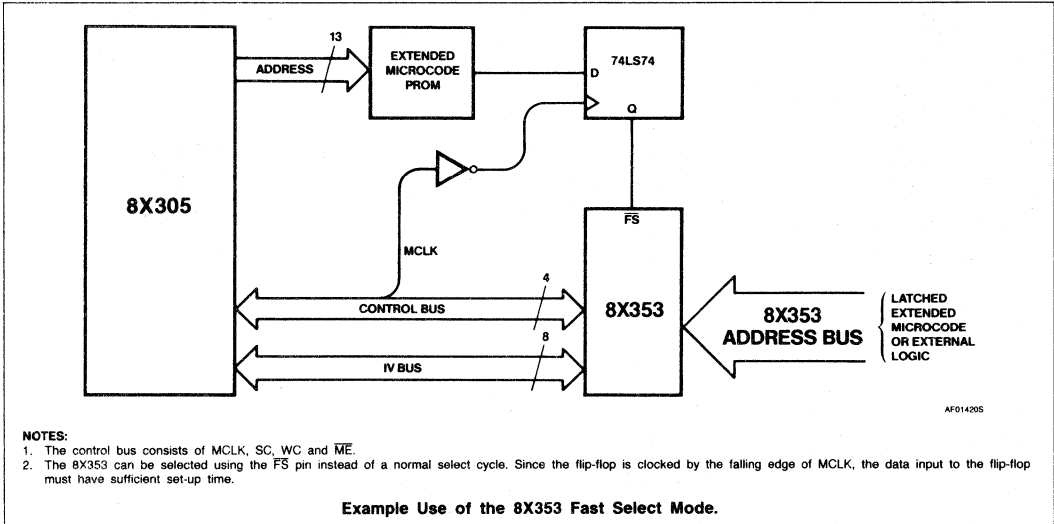 13
ADDRESS
EXTENDED
MICROCODE
PROM
74LS74
D
Q
8X305
MCLK
F̅S̅
4
CONTROL BUS
8X353
8
IV BUS
8X353
ADDRESS BUS
LATCHED
EXTENDED
MICROCODE
OR EXTERNAL
LOGIC
AF01420S
NOTES:
1. The control bus consists of MCLK, SC, WC and M̅E̅.
2. The 8X353 can be selected using the F̅S̅ pin instead of a normal select cycle. Since the flip-flop is clocked by the falling edge of MCLK, the data input to the flip-flop
must have sufficient set-up time.
Example Use of the 8X353 Fast Select Mode.